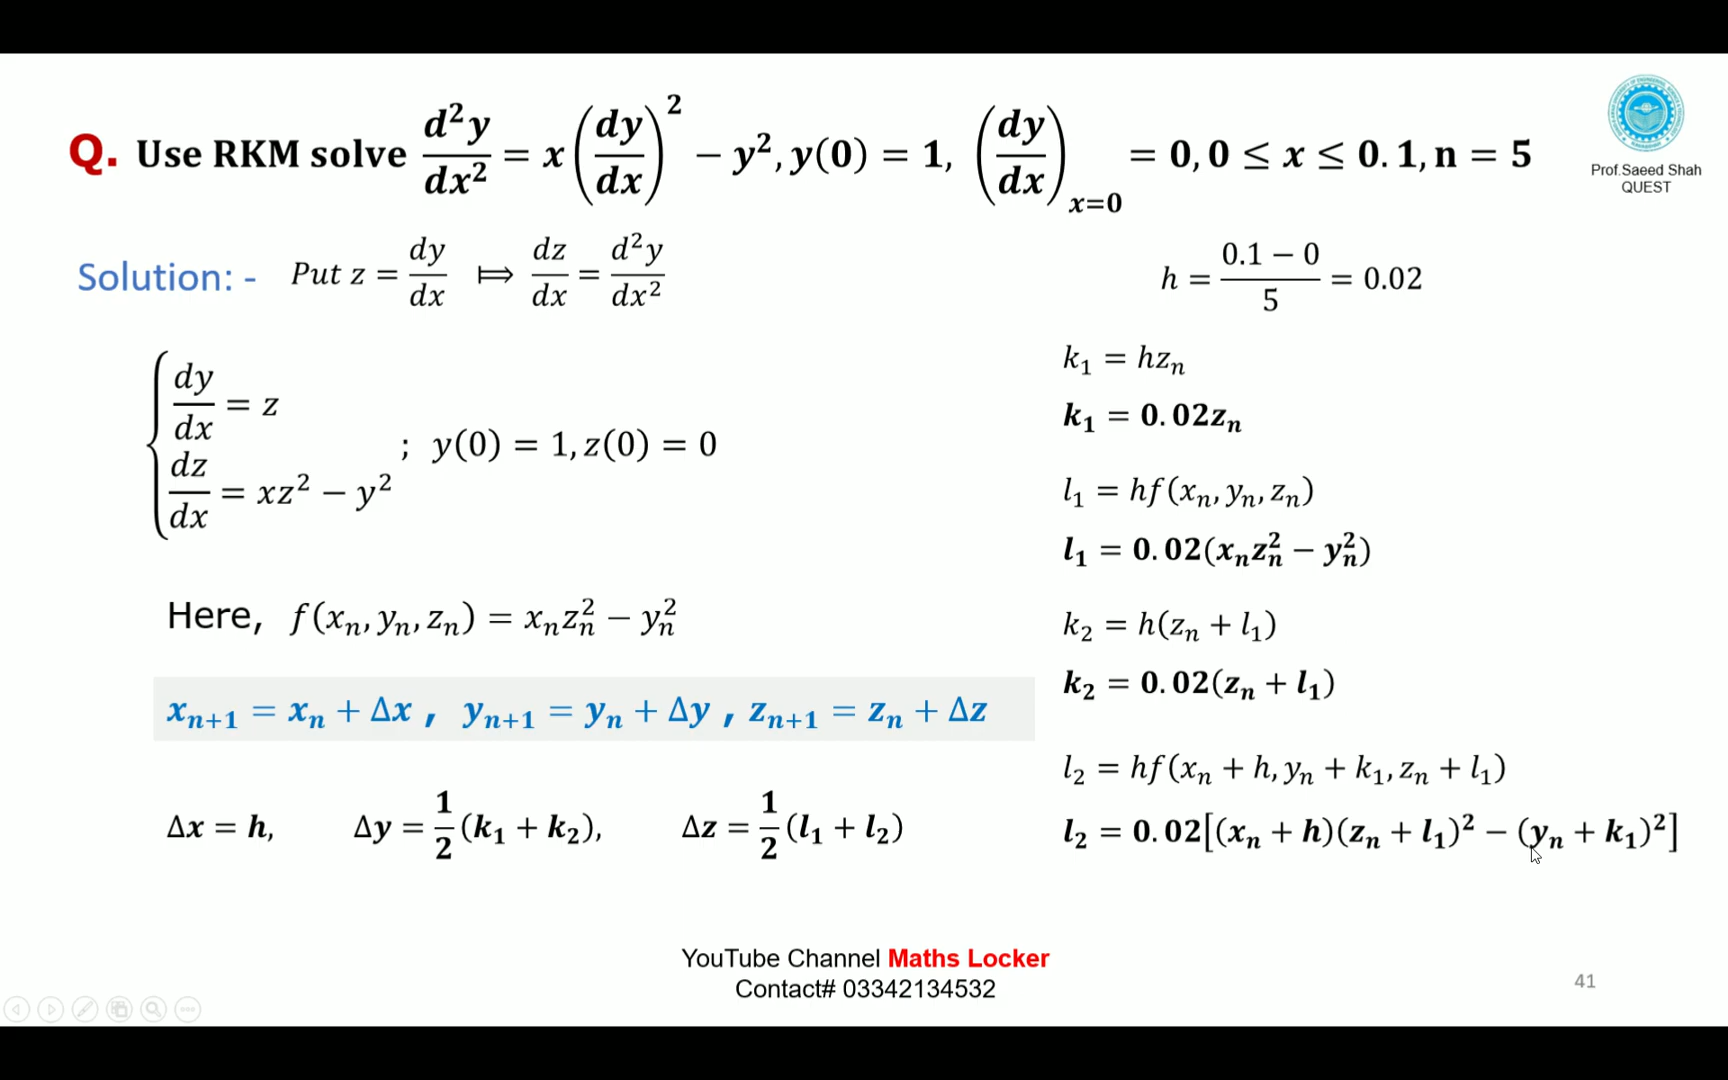 Q. Use RKM solve d²y/dx² = x(dy/dx)² − y², y(0) = 1, (dy/dx)ₓ₌₀ = 0, 0 ≤ x ≤ 0.1, n = 5
Prof.Saeed Shah
QUEST
Solution: - Put z = dy/dx ⟾ dz/dx = d²y/dx²
h = (0.1 − 0)/5 = 0.02
{ dy/dx = z
dz/dx = xz² − y²
; y(0) = 1, z(0) = 0
Here, f(xₙ, yₙ, zₙ) = xₙzₙ² − yₙ²
xₙ₊₁ = xₙ + Δx , yₙ₊₁ = yₙ + Δy , zₙ₊₁ = zₙ + Δz
Δx = h, Δy = 1/2 (k₁ + k₂), Δz = 1/2 (l₁ + l₂)
k₁ = hzₙ
k₁ = 0.02zₙ
l₁ = hf(xₙ, yₙ, zₙ)
l₁ = 0.02(xₙzₙ² − yₙ²)
k₂ = h(zₙ + l₁)
k₂ = 0.02(zₙ + l₁)
l₂ = hf(xₙ + h, yₙ + k₁, zₙ + l₁)
l₂ = 0.02[(xₙ + h)(zₙ + l₁)² − (yₙ + k₁)²]
YouTube Channel Maths Locker
Contact# 03342134532
41